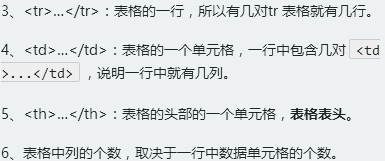 3、<tr>...</tr>：表格的一行，所以有几对tr 表格就有几行。
4、<td>...</td>：表格的一个单元格，一行中包含几对 <td
>...</td> ，说明一行中就有几列。
5、<th>...</th>：表格的头部的一个单元格，表格表头。
6、表格中列的个数，取决于一行中数据单元格的个数。